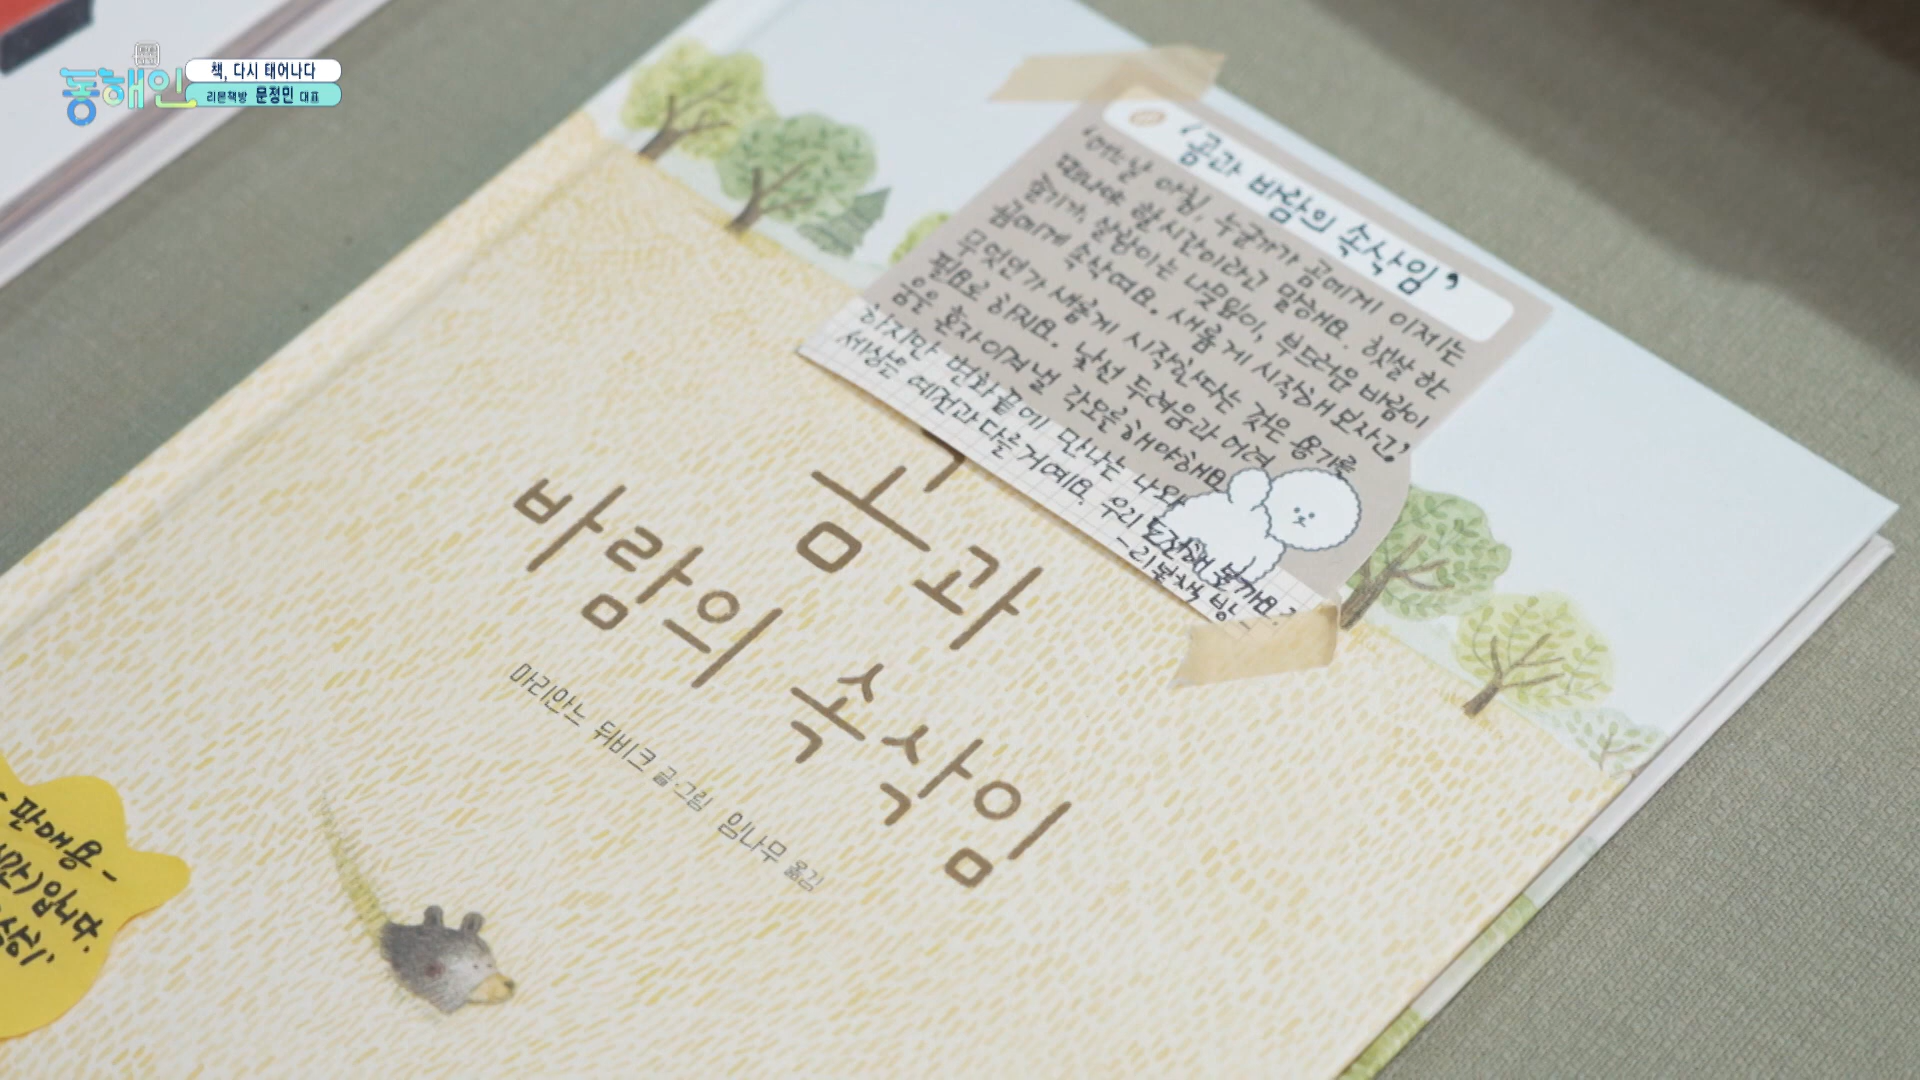 동해인
책, 다시 태어나다
리본책방 문정민 대표
'곰과 바람의 속삭임'
'어느날 아침, 누군가가 곰에게 이제는
떠나야 할 시간이라고 말해요. 햇살 한
줄기가, 살랑이는 나뭇잎이, 부드러운 바람이
곰에게 속삭여요. 새롭게 시작해 보자고.'
무엇인가 새롭게 시작한다는 것은 용기를
필요로 하지요. 낯선 두려움과 어려
움을 혼자 이겨낼 각오를 해야해요.
하지만 변화 끝에 만나는 나와
세상은 예전과 다를거예요. 우리 도전해 볼까요?
-리본책방-
곰과
바람의 속삭임
마리안느 뒤비크 글·그림 임나무 옮김
판매용 -
입니다.